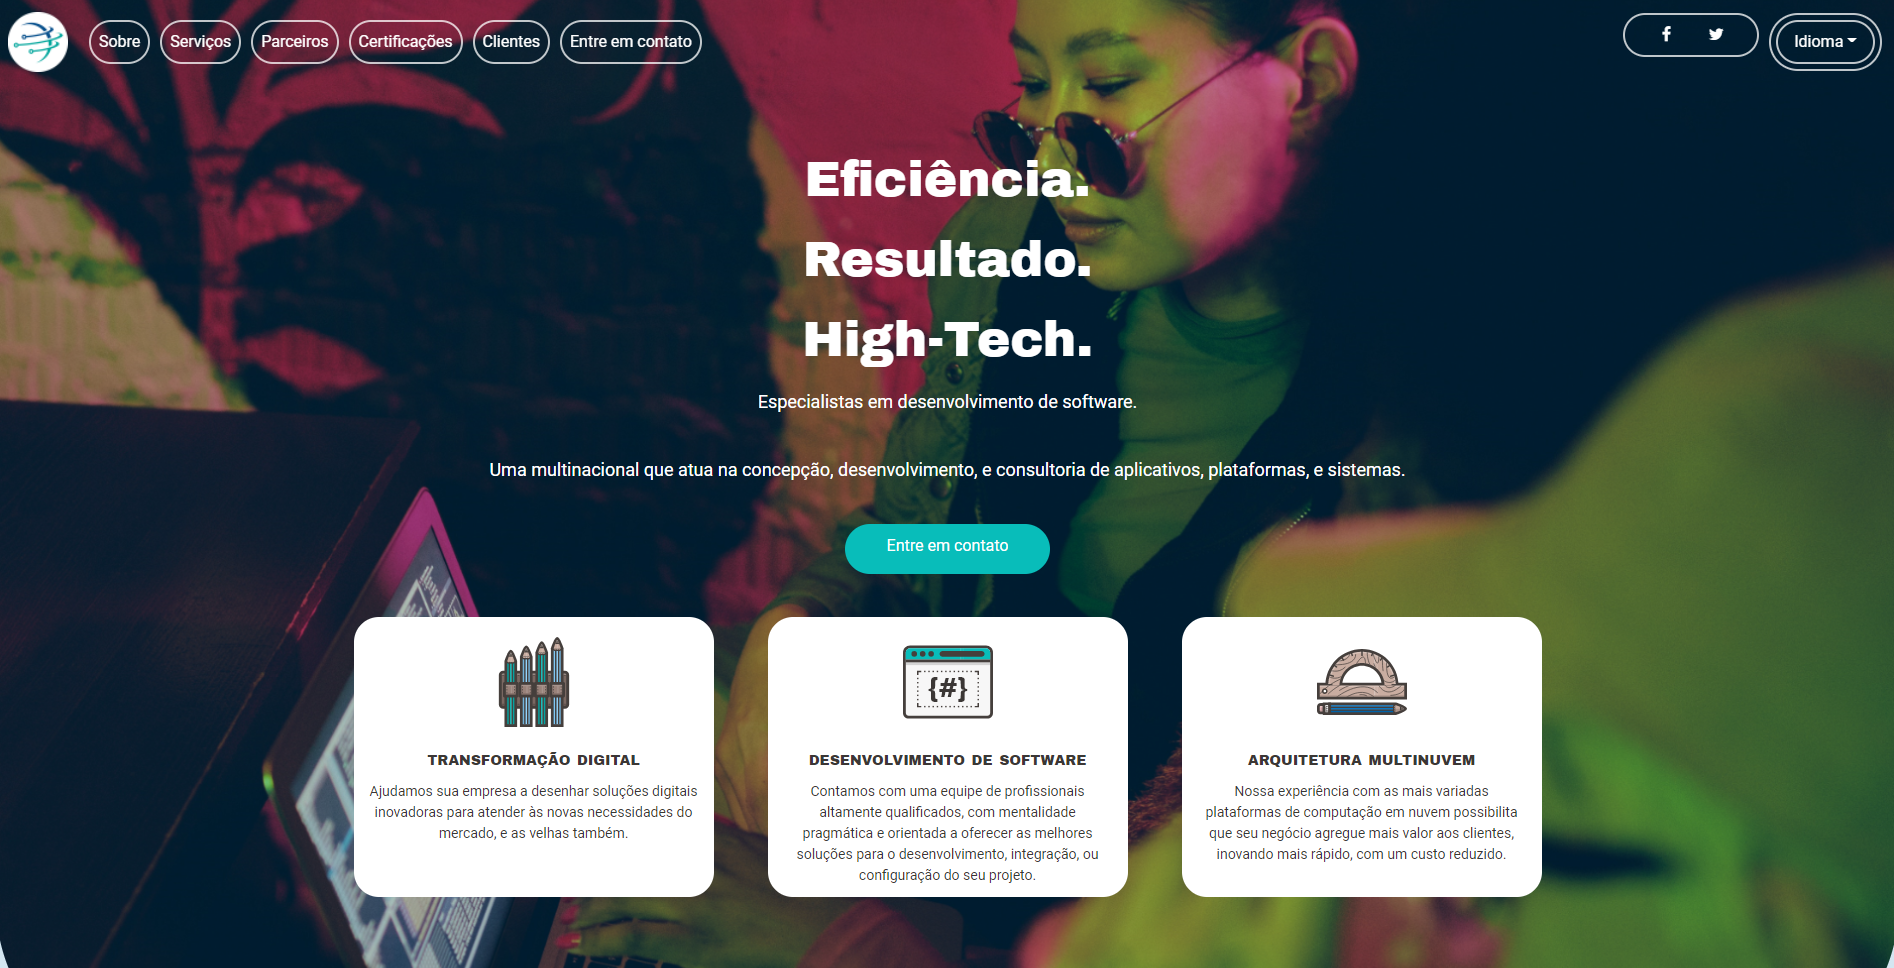 Sobre
Serviços
Parceiros
Certificações
Clientes
Entre em contato
Idioma
Eficiência.
Resultado.
High-Tech.
Especialistas em desenvolvimento de software.
Uma multinacional que atua na concepção, desenvolvimento, e consultoria de aplicativos, plataformas, e sistemas.
Entre em contato
{#}
TRANSFORMAÇÃO DIGITAL
Ajudamos sua empresa a desenhar soluções digitais
inovadoras para atender às novas necessidades do
mercado, e as velhas também.
DESENVOLVIMENTO DE SOFTWARE
Contamos com uma equipe de profissionais
altamente qualificados, com mentalidade
pragmática e orientada a oferecer as melhores
soluções para o desenvolvimento, integração, ou
configuração do seu projeto.
ARQUITETURA MULTINUVEM
Nossa experiência com as mais variadas
plataformas de computação em nuvem possibilita
que seu negócio agregue mais valor aos clientes,
inovando mais rápido, com um custo reduzido.